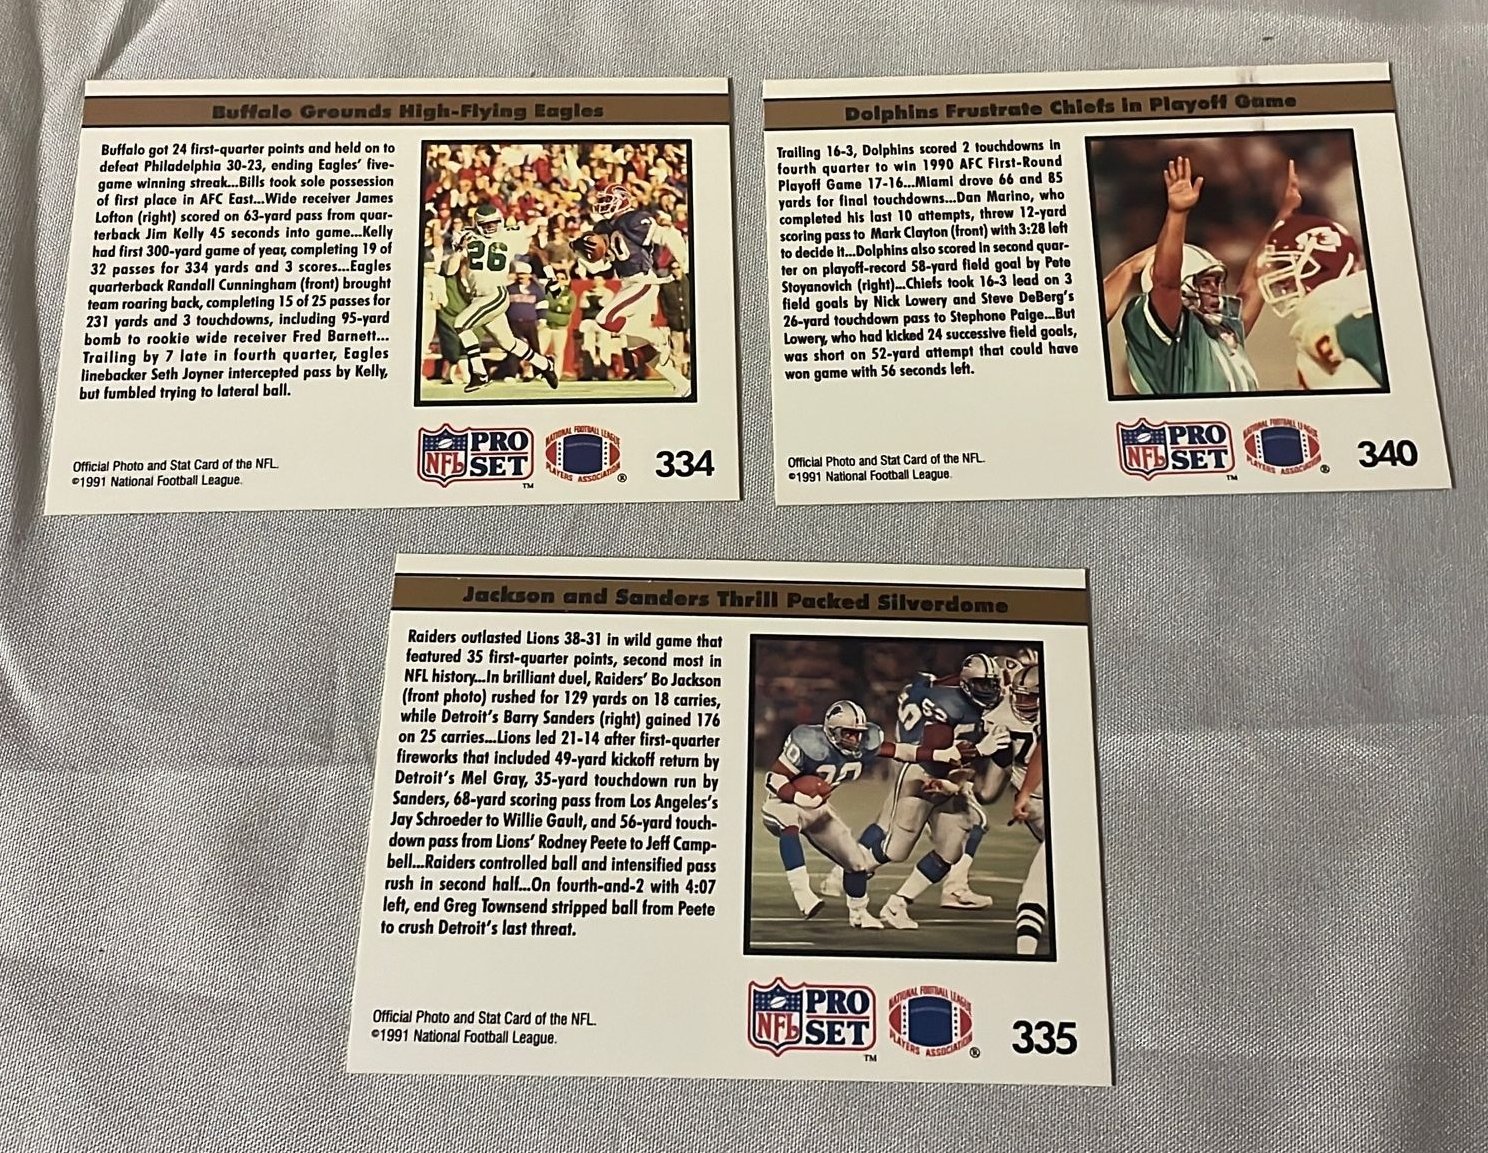 Buffalo Grounds High-Flying Eagles
Buffalo got 24 first-quarter points and held on to
defeat Philadelphia 30-23, ending Eagles' five-
game winning streak...Bills took sole possession
of first place in AFC East...Wide receiver James
Lofton (right) scored on 63-yard pass from quar-
terback Jim Kelly 45 seconds into game...Kelly
had first 300-yard game of year, completing 19 of
32 passes for 334 yards and 3 scores...Eagles
quarterback Randall Cunningham (front) brought
team roaring back, completing 15 of 25 passes for
231 yards and 3 touchdowns, including 95-yard
bomb to rookie wide receiver Fred Barnett...
Trailing by 7 late in fourth quarter, Eagles
linebacker Seth Joyner intercepted pass by Kelly,
but fumbled trying to lateral ball.
26
Official Photo and Stat Card of the NFL.
©1991 National Football League.
NFL PRO SET ™
NATIONAL FOOTBALL LEAGUE PLAYERS ASSOCIATION ®
334
Dolphins Frustrate Chiefs in Playoff Game
Trailing 16-3, Dolphins scored 2 touchdowns in
fourth quarter to win 1990 AFC First-Round
Playoff Game 17-16...Miami drove 66 and 85
yards for final touchdowns...Dan Marino, who
completed his last 10 attempts, threw 12-yard
scoring pass to Mark Clayton (front) with 3:28 left
to decide it...Dolphins also scored in second quar-
ter on playoff-record 58-yard field goal by Pete
Stoyanovich (right)...Chiefs took 16-3 lead on 3
field goals by Nick Lowery and Steve DeBerg's
26-yard touchdown pass to Stephone Paige...But
Lowery, who had kicked 24 successive field goals,
was short on 52-yard attempt that could have
won game with 56 seconds left.
Official Photo and Stat Card of the NFL.
©1991 National Football League.
NFL PRO SET ™
NATIONAL FOOTBALL LEAGUE PLAYERS ASSOCIATION ®
340
Jackson and Sanders Thrill Packed Silverdome
Raiders outlasted Lions 38-31 in wild game that
featured 35 first-quarter points, second most in
NFL history...In brilliant duel, Raiders' Bo Jackson
(front photo) rushed for 129 yards on 18 carries,
while Detroit's Barry Sanders (right) gained 176
on 25 carries...Lions led 21-14 after first-quarter
fireworks that included 49-yard kickoff return by
Detroit's Mel Gray, 35-yard touchdown run by
Sanders, 68-yard scoring pass from Los Angeles's
Jay Schroeder to Willie Gault, and 56-yard touch-
down pass from Lions' Rodney Peete to Jeff Camp-
bell...Raiders controlled ball and intensified pass
rush in second half...On fourth-and-2 with 4:07
left, end Greg Townsend stripped ball from Peete
to crush Detroit's last threat.
Official Photo and Stat Card of the NFL.
©1991 National Football League.
NFL PRO SET ™
NATIONAL FOOTBALL LEAGUE PLAYERS ASSOCIATION ®
335